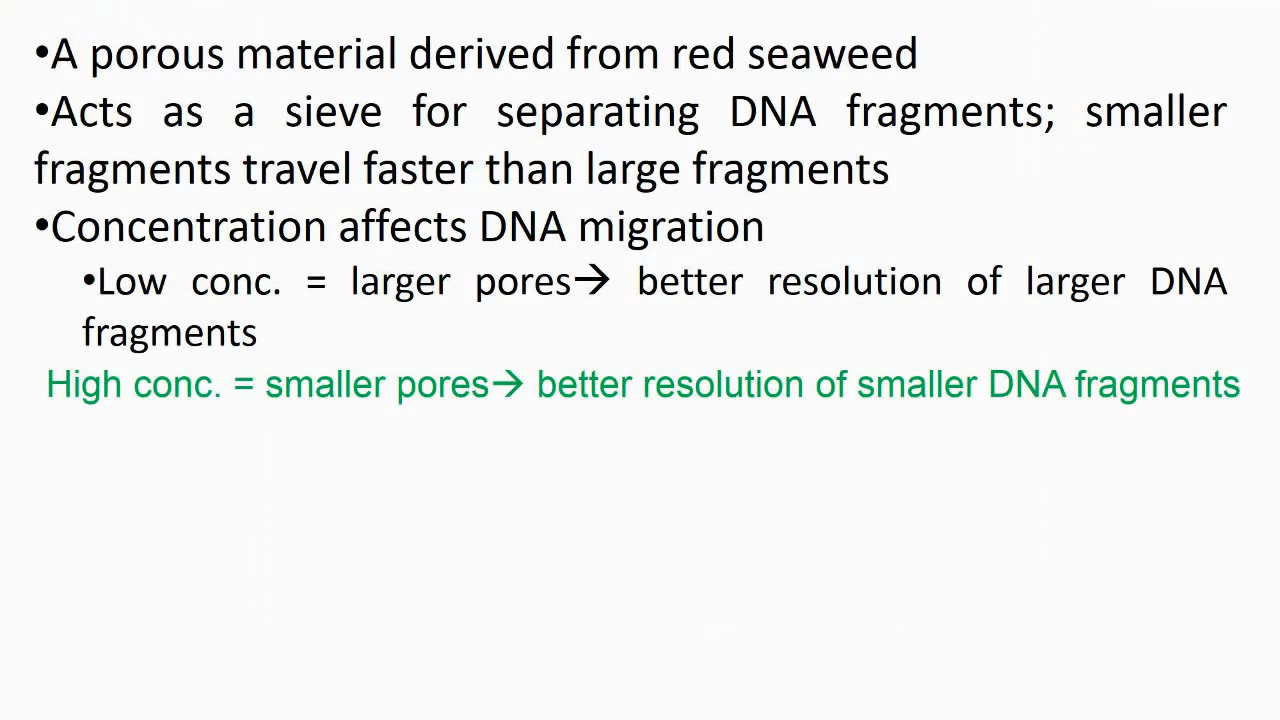 •A porous material derived from red seaweed
•Acts as a sieve for separating DNA fragments; smaller
fragments travel faster than large fragments
•Concentration affects DNA migration
•Low conc. = larger pores→ better resolution of larger DNA
fragments
High conc. = smaller pores→ better resolution of smaller DNA fragments